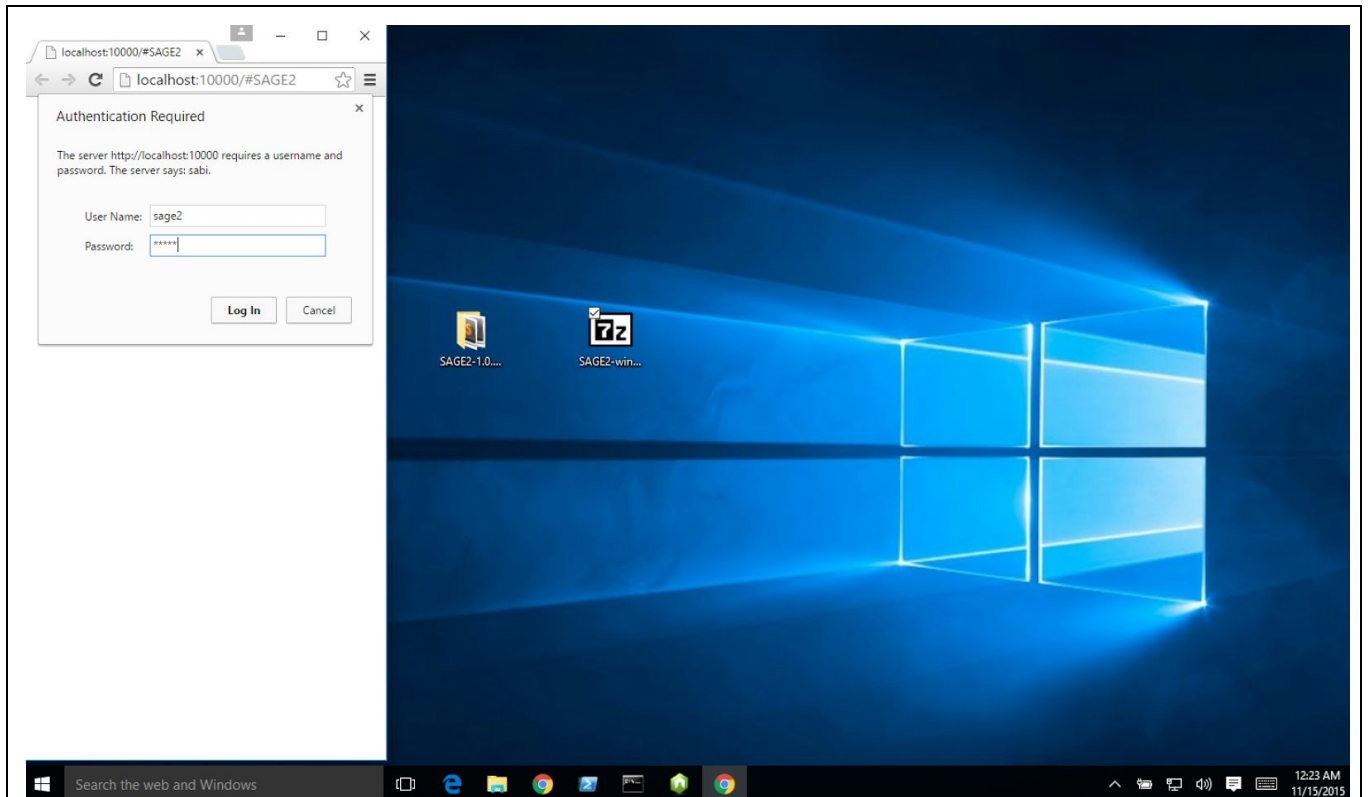 localhost:10000/#SAGE2
localhost:10000/#SAGE2
Authentication Required
The server http://localhost:10000 requires a username and
password. The server says: sabi.
User Name: sage2
Password: *****
Log In Cancel
7z
SAGE2-1.0.... SAGE2-win...
Search the web and Windows
12:23 AM
11/15/2015